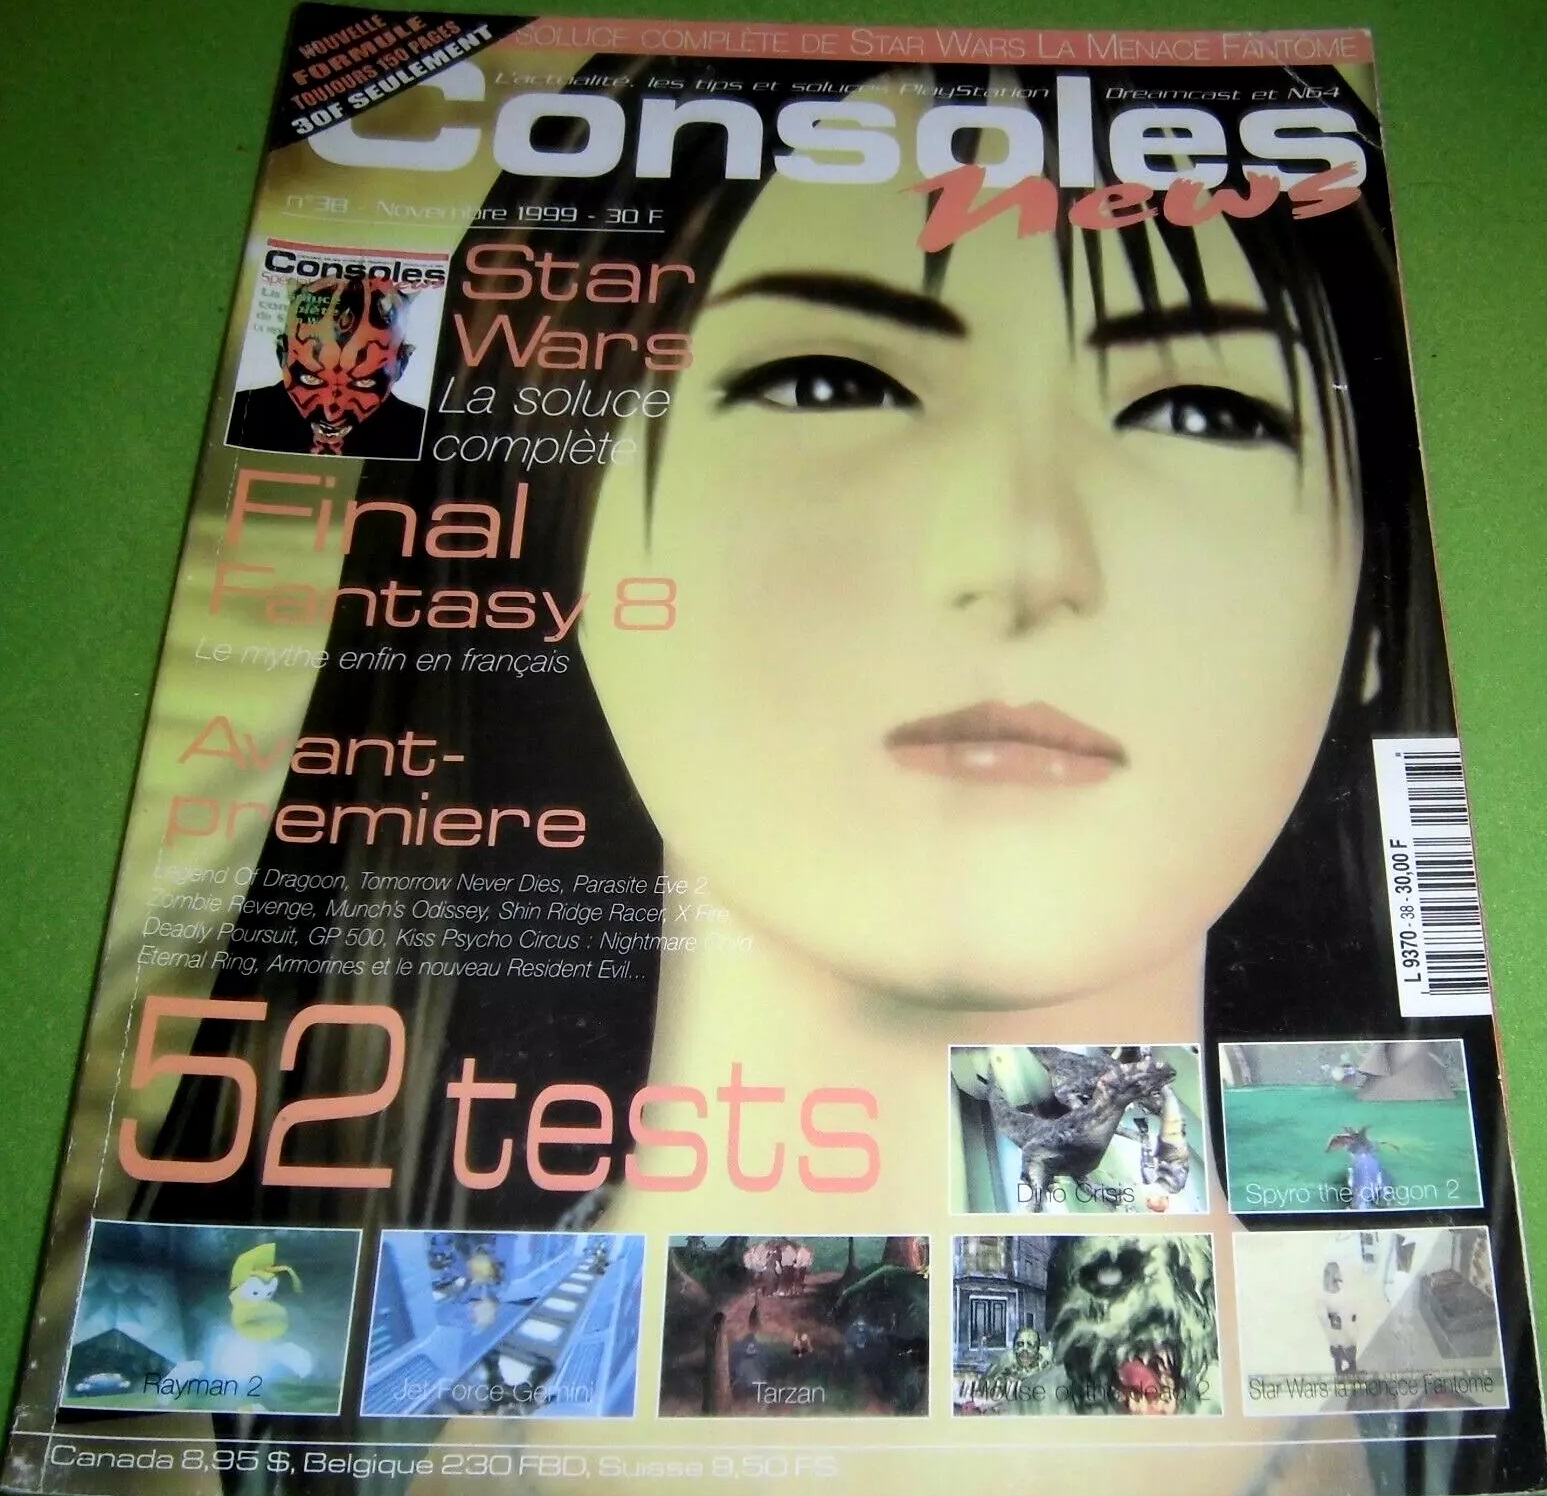 NOUVELLE
FORMULE
TOUJOURS 150 PAGES
30F SEULEMENT
SOLUCE COMPLÈTE DE STAR WARS LA MENACE FANTOME
L'actualité, les tips et soluces PlayStation Dreamcast et N64
Consoles
news
n°38 - Novembre 1999 - 30 F
Consoles
news
Star
Wars
La soluce
complète
Final
Fantasy 8
Le mythe enfin en français
Avant-
premiere
Legend Of Dragoon, Tomorrow Never Dies, Parasite Eve 2,
Zombie Revenge, Munch's Odissey, Shin Ridge Racer, X Fire,
Deadly Poursuit, GP 500, Kiss Psycho Circus : Nightmare Child,
Eternal Ring, Armorines et le nouveau Resident Evil...
52 tests
L 9370 - 38 - 30,00 F
Dino Crisis
Spyro the dragon 2
Rayman 2
Jet Force Gemini
Tarzan
House of the dead 2
Star Wars la menace Fantome
Canada 8,95 $, Belgique 230 FBD, Suisse 9,50 FS